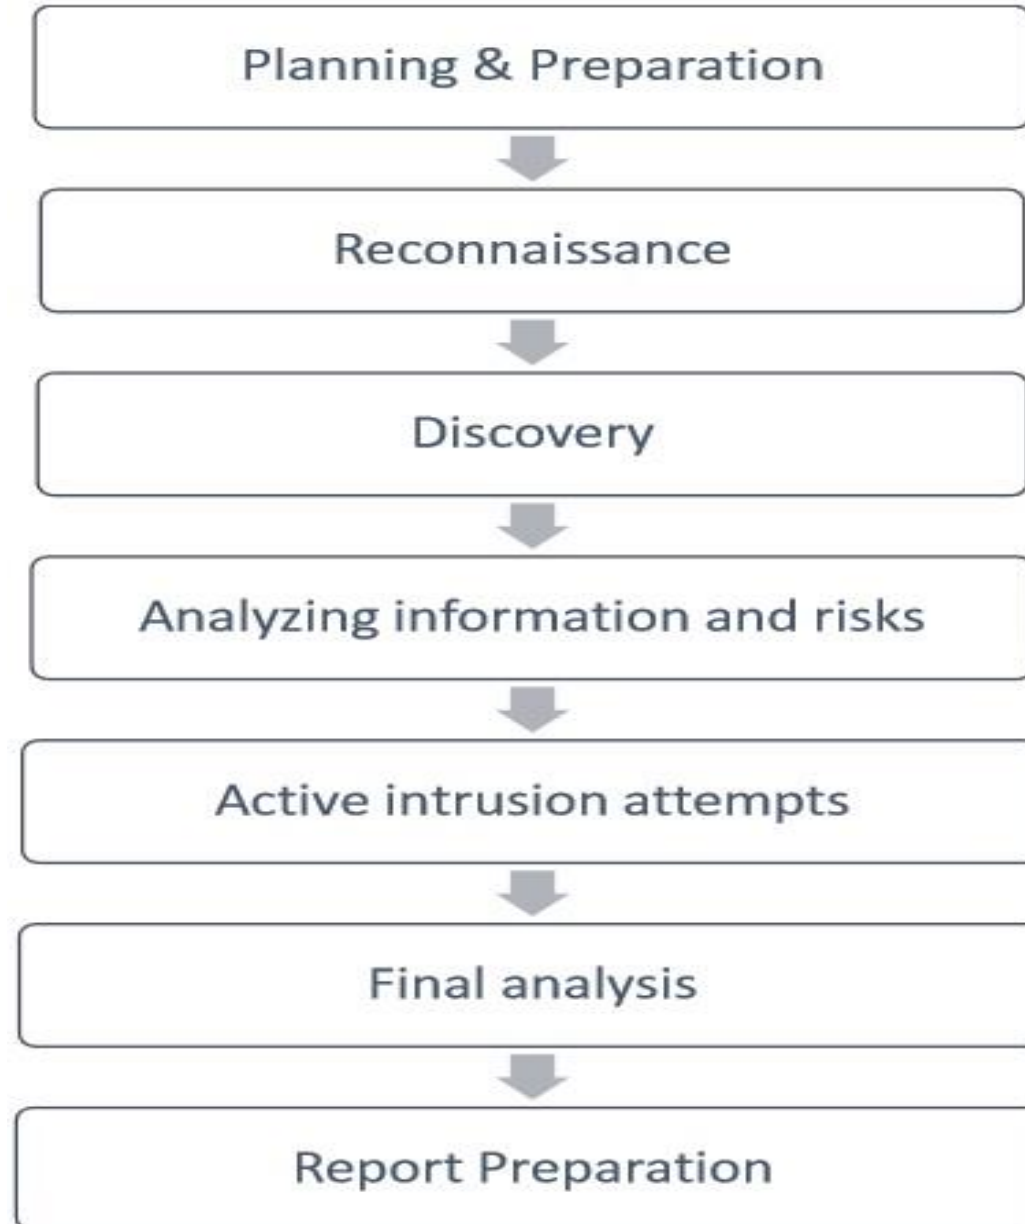 Planning & Preparation
Reconnaissance
Discovery
Analyzing information and risks
Active intrusion attempts
Final analysis
Report Preparation